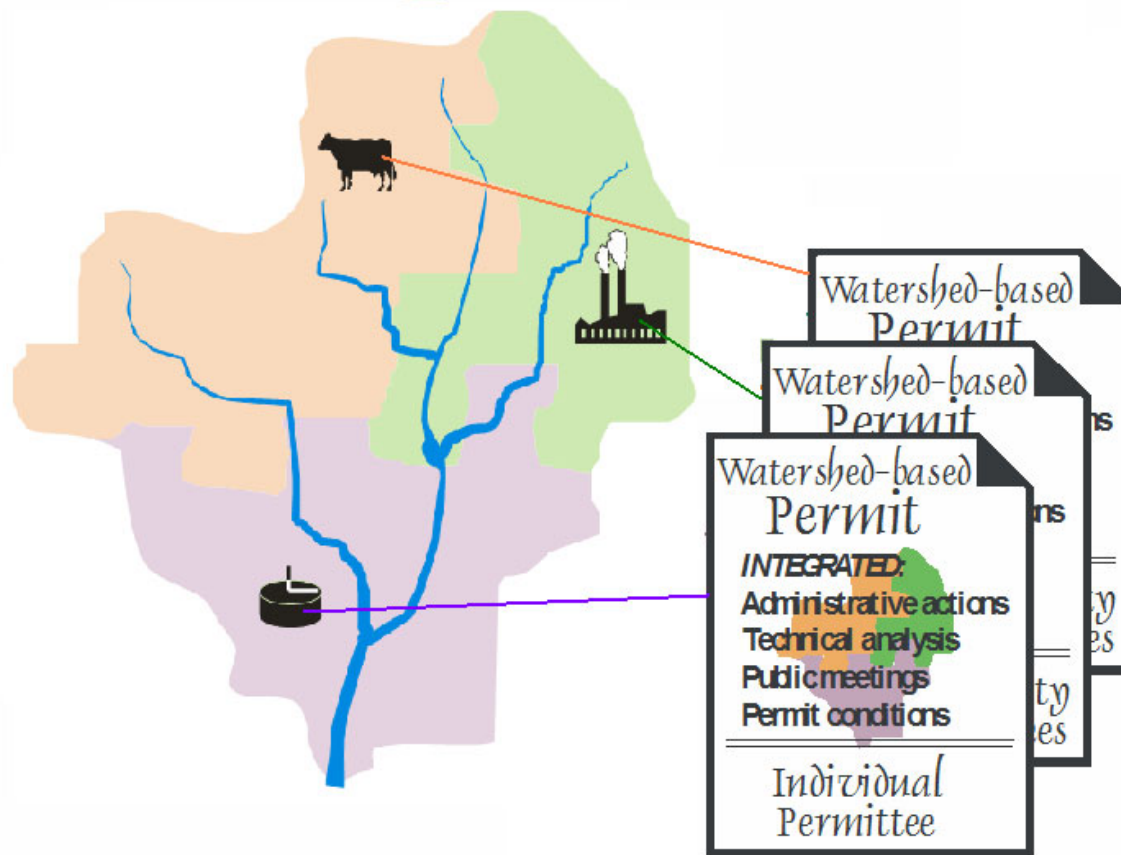 Watershed-based
Permit
Watershed-based
Permit
Watershed-based
Permit
INTEGRATED:
Administrative actions
Technical analysis
Public meetings
Permit conditions
Individual
Permittee